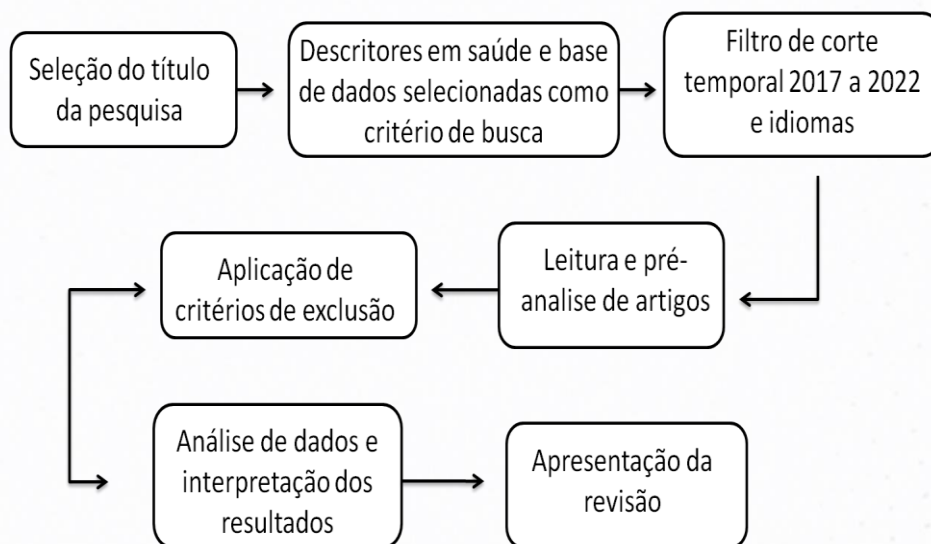 Seleção do título
da pesquisa
Descritores em saúde e base
de dados selecionadas como
critério de busca
Filtro de corte
temporal 2017 a 2022
e idiomas
Leitura e pré-
analise de artigos
Aplicação de
critérios de exclusão
Análise de dados e
interpretação dos
resultados
Apresentação da
revisão